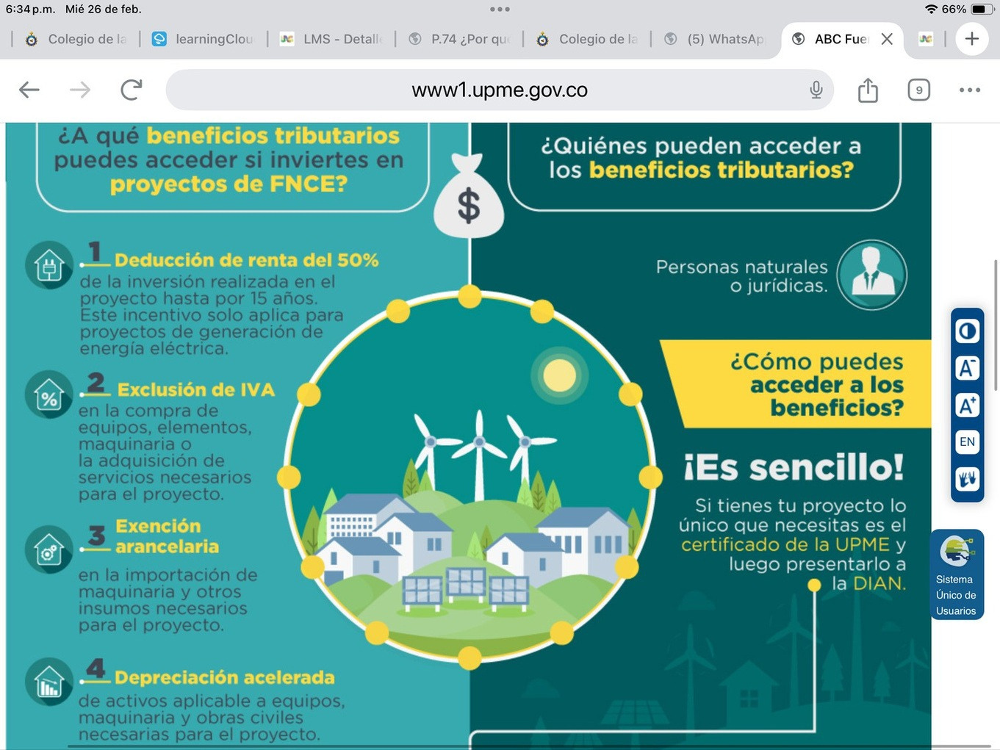 6:34 p.m. Mié 26 de feb.
66%
Colegio de la
learningClou
LMS - Detall
P.74 ¿Por qu
Colegio de la
(5) WhatsAp
ABC Fue
www1.upme.gov.co
9
¿A qué beneficios tributarios
puedes acceder si inviertes en
proyectos de FNCE?
$
1 Deducción de renta del 50%
de la inversión realizada en el
proyecto hasta por 15 años.
Este incentivo solo aplica para
proyectos de generación de
energía eléctrica.
2 Exclusión de IVA
%
en la compra de
equipos, elementos,
maquinaria o
la adquisición de
servicios necesarios
para el proyecto.
3 Exención
arancelaria
en la importación de
maquinaria y otros
insumos necesarios
para el proyecto.
4 Depreciación acelerada
de activos aplicable a equipos,
maquinaria y obras civiles
necesarias para el proyecto.
¿Quiénes pueden acceder a
los beneficios tributarios?
Personas naturales
o jurídicas.
¿Cómo puedes
acceder a los
beneficios?
¡Es sencillo!
Si tienes tu proyecto lo
único que necesitas es el
certificado de la UPME y
luego presentarlo a
la DIAN.
A-
A+
EN
Sistema
Único de
Usuarios